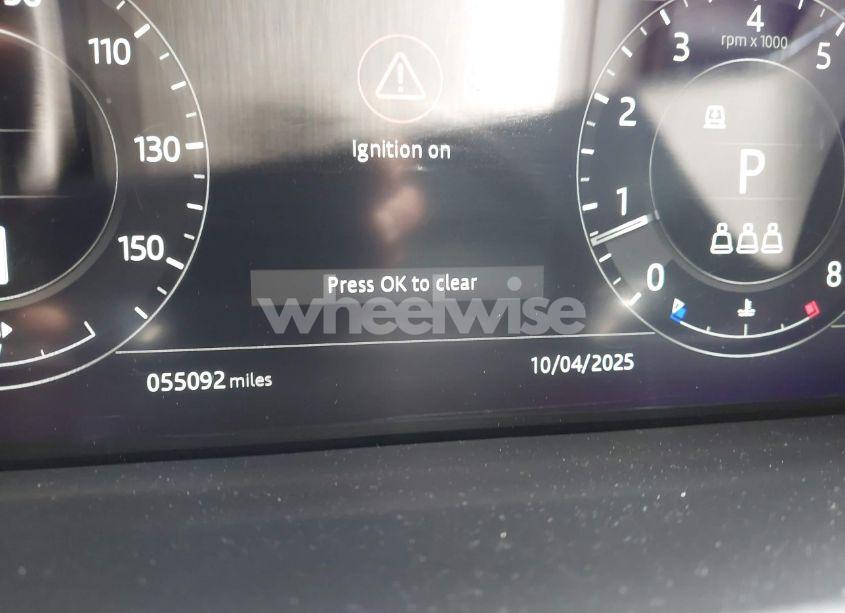 110
130
150
Ignition on
Press OK to clear
wheelwise
055092 miles
10/04/2025
4
rpm x 1000
3
5
2
P
1
0
8